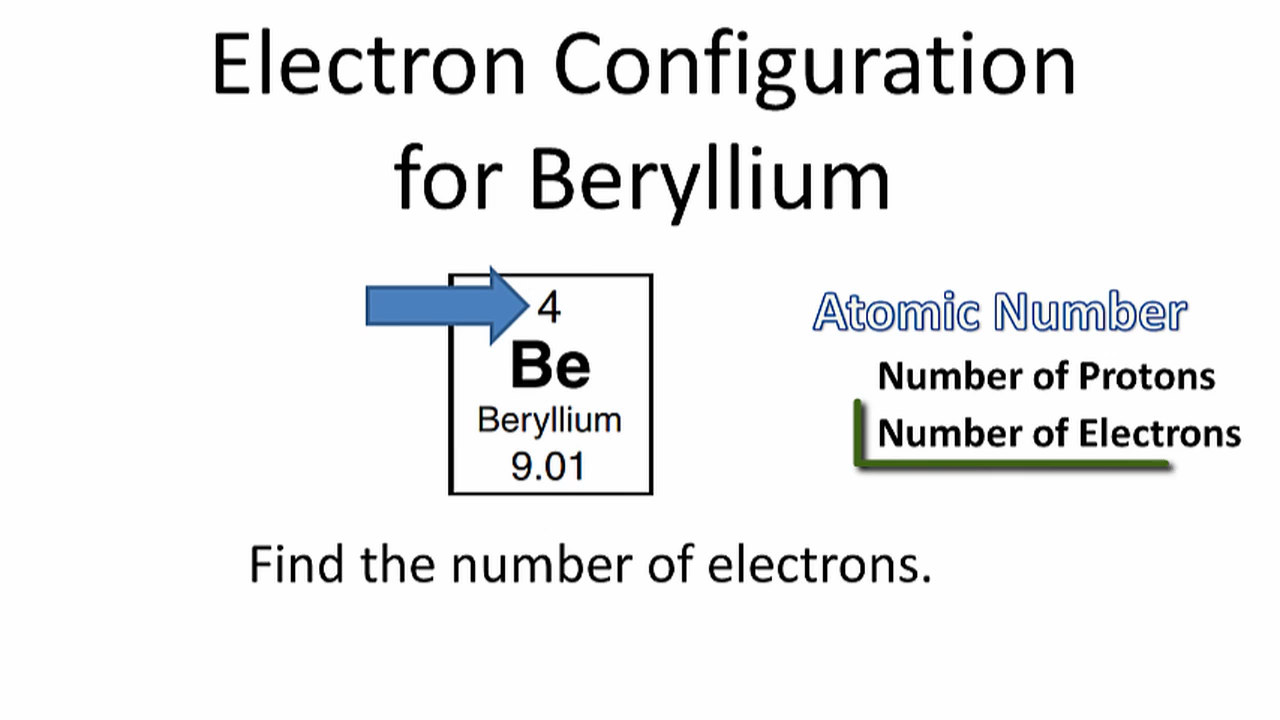 Electron Configuration
for Beryllium
4
Be
Beryllium
9.01
Atomic Number
Number of Protons
Number of Electrons
Find the number of electrons.